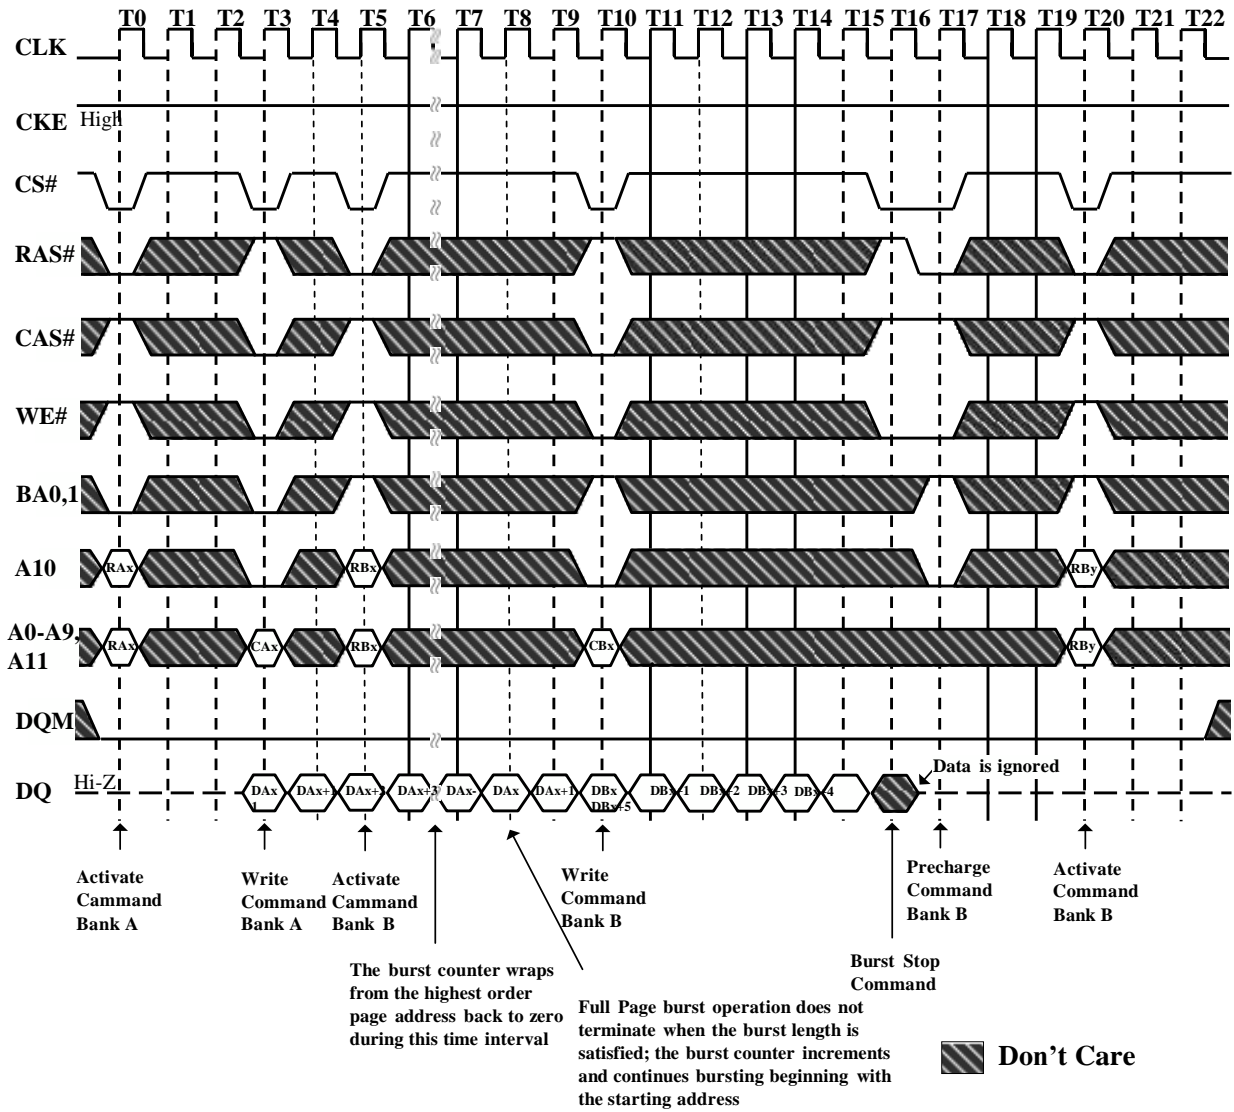 T0 T1 T2 T3 T4 T5 T6 T7 T8 T9 T10 T11 T12 T13 T14 T15 T16 T17 T18 T19 T20 T21 T22
CLK
CKE High
CS#
RAS#
CAS#
WE#
BA0,1
A10 RAx RBx RBy
A0-A9,
A11 RAx CAx RBx CBx RBy
DQM
DQ Hi-Z DAx DAx+1 DAx+2 DAx+3 DAx- DAx DAx+1 DBx DBx+1 DBx+2 DBx+3 DBx+4
1 DBx+5
Data is ignored
Activate
Cammand
Bank A
Write
Command
Bank A
Activate
Cammand
Bank B
Write
Command
Bank B
Precharge
Command
Bank B
Activate
Command
Bank B
Burst Stop
Command
The burst counter wraps
from the highest order
page address back to zero
during this time interval
Full Page burst operation does not
terminate when the burst length is
satisfied; the burst counter increments
and continues bursting beginning with
the starting address
Don't Care